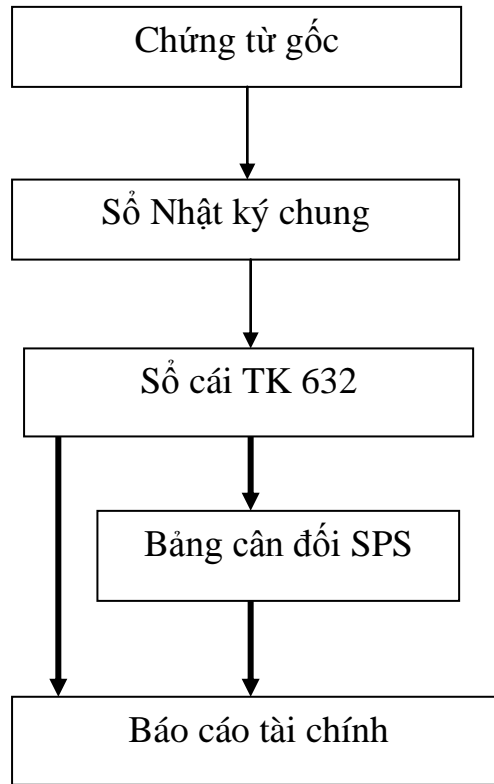 Chứng từ gốc
Sổ Nhật ký chung
Sổ cái TK 632
Bảng cân đối SPS
Báo cáo tài chính